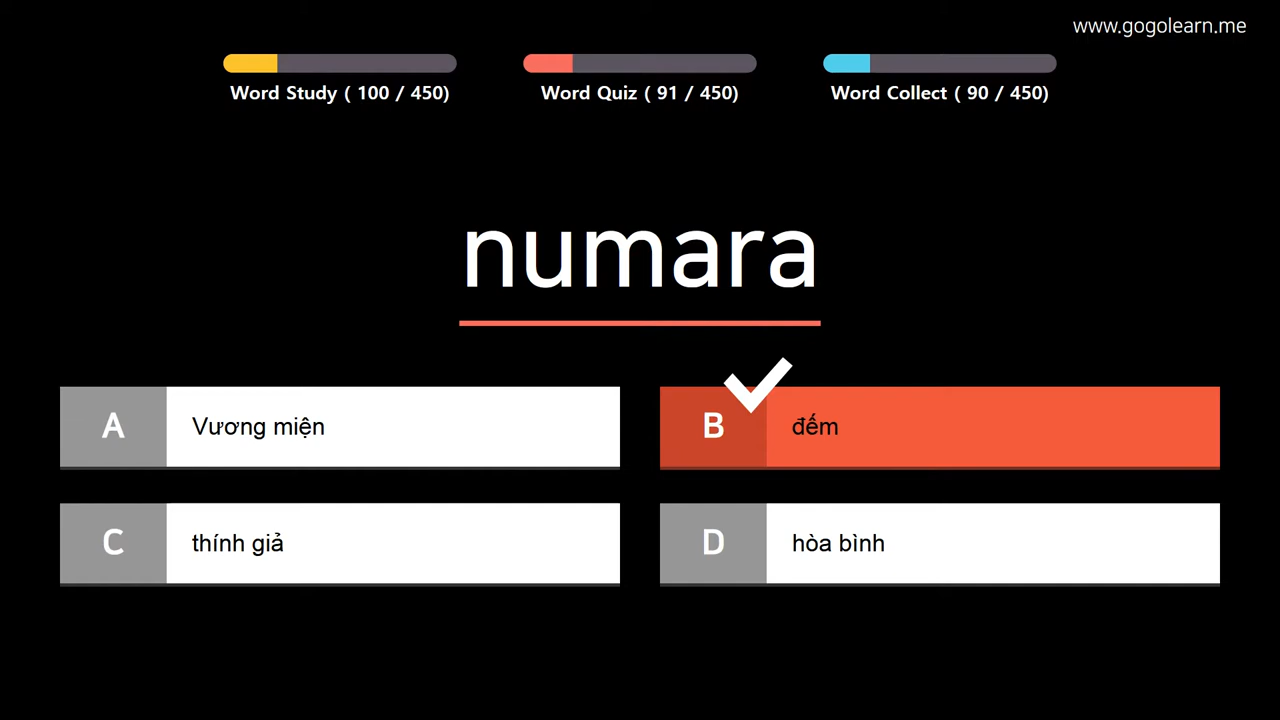 www.gogolearn.me
Word Study ( 100 / 450)
Word Quiz ( 91 / 450)
Word Collect ( 90 / 450)
numara
A Vương miện
B đếm
C thính giả
D hòa bình